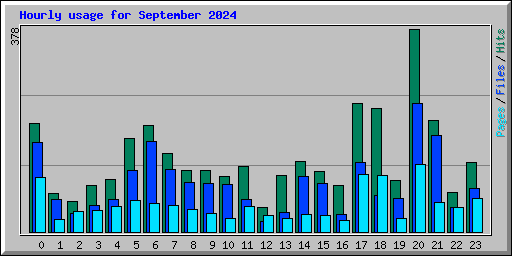 Hourly usage for September 2024
378
Pages / Files / Hits
0 1 2 3 4 5 6 7 8 9 10 11 12 13 14 15 16 17 18 19 20 21 22 23